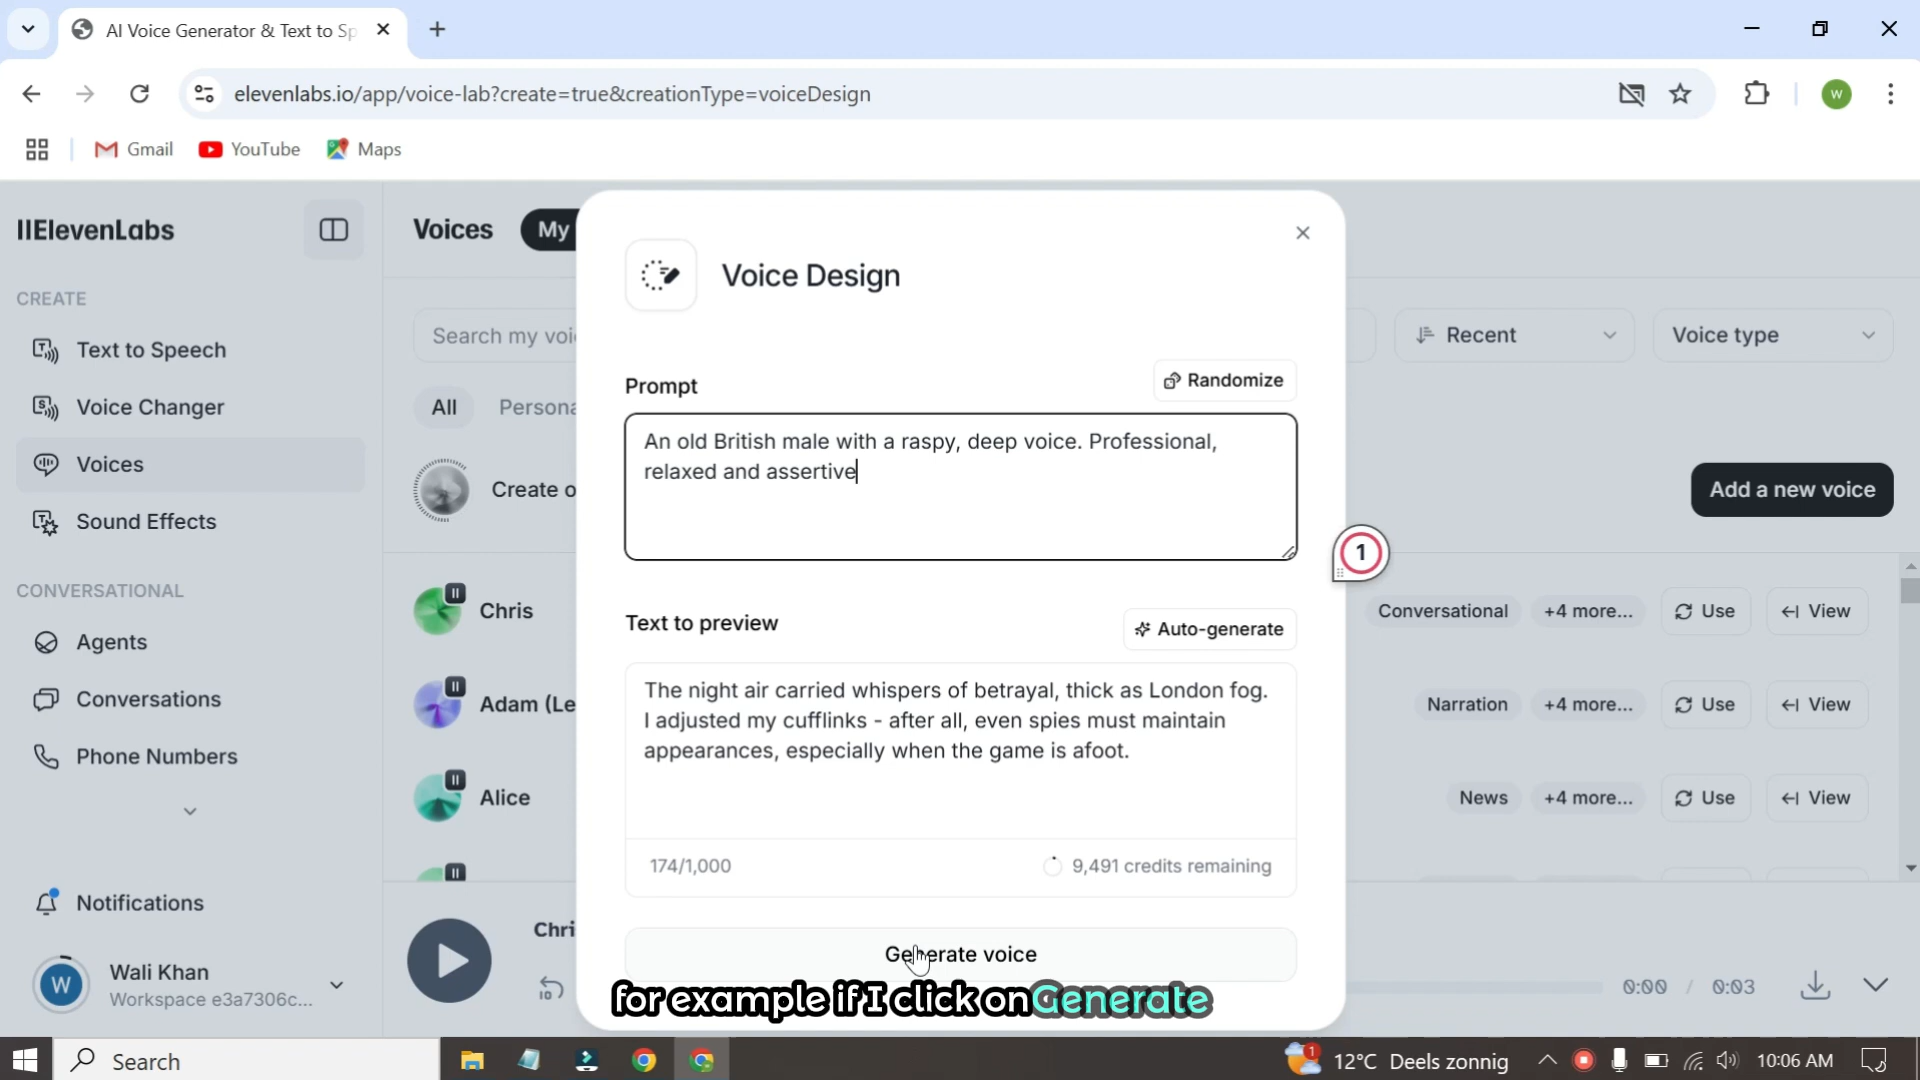 AI Voice Generator & Text to Sp
elevenlabs.io/app/voice-lab?create=true&creationType=voiceDesign
W
Gmail
YouTube
Maps
IIElevenLabs
CREATE
Text to Speech
Voice Changer
Voices
Sound Effects
CONVERSATIONAL
Agents
Conversations
Phone Numbers
Notifications
W
Wali Khan
Workspace e3a7306c...
Voices
My
Search my voi
Recent
Voice type
All
Persona
Create o
Add a new voice
Chris
Conversational
+4 more...
Use
View
Adam (Le
Narration
+4 more...
Use
View
Alice
News
+4 more...
Use
View
Voice Design
Prompt
Randomize
An old British male with a raspy, deep voice. Professional,
relaxed and assertive
1
Text to preview
Auto-generate
The night air carried whispers of betrayal, thick as London fog.
I adjusted my cufflinks - after all, even spies must maintain
appearances, especially when the game is afoot.
174/1,000
9,491 credits remaining
Generate voice
Chri
10
0:00 / 0:03
for example if I click on Generate
Search
1
12°C Deels zonnig
10:06 AM